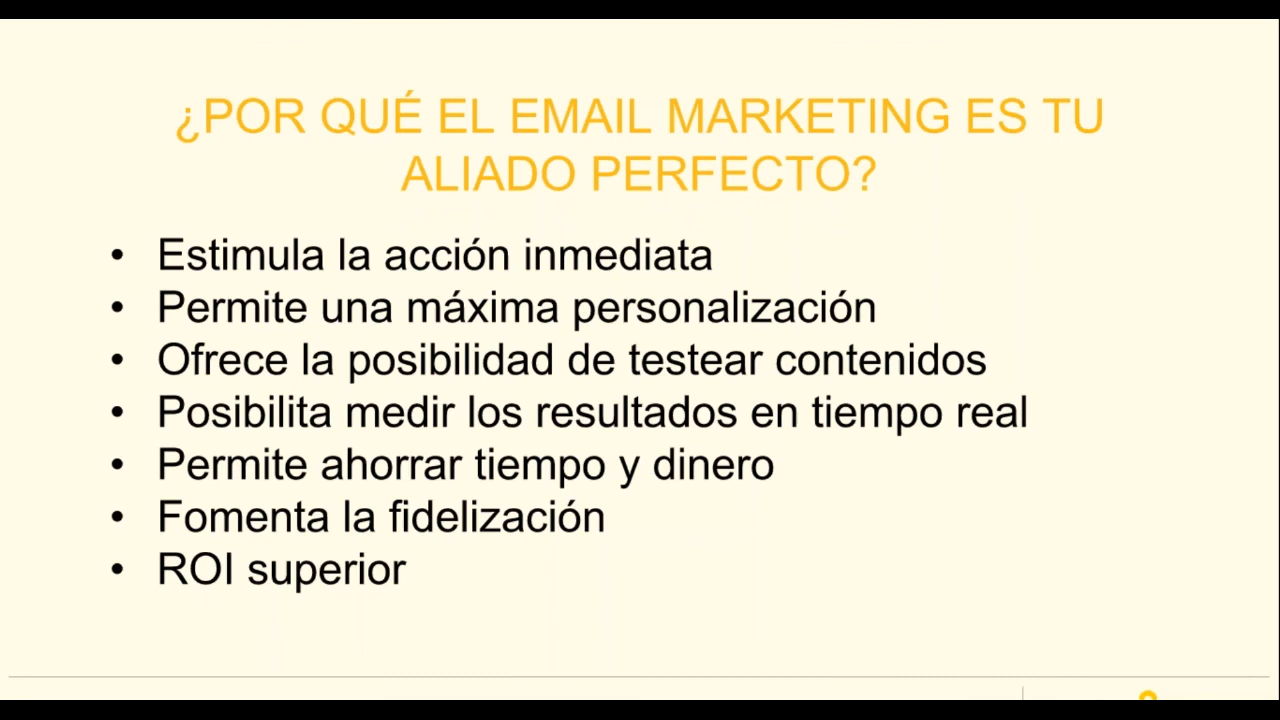 ¿POR QUÉ EL EMAIL MARKETING ES TU
ALIADO PERFECTO?
• Estimula la acción inmediata
• Permite una máxima personalización
• Ofrece la posibilidad de testear contenidos
• Posibilita medir los resultados en tiempo real
• Permite ahorrar tiempo y dinero
• Fomenta la fidelización
• ROI superior